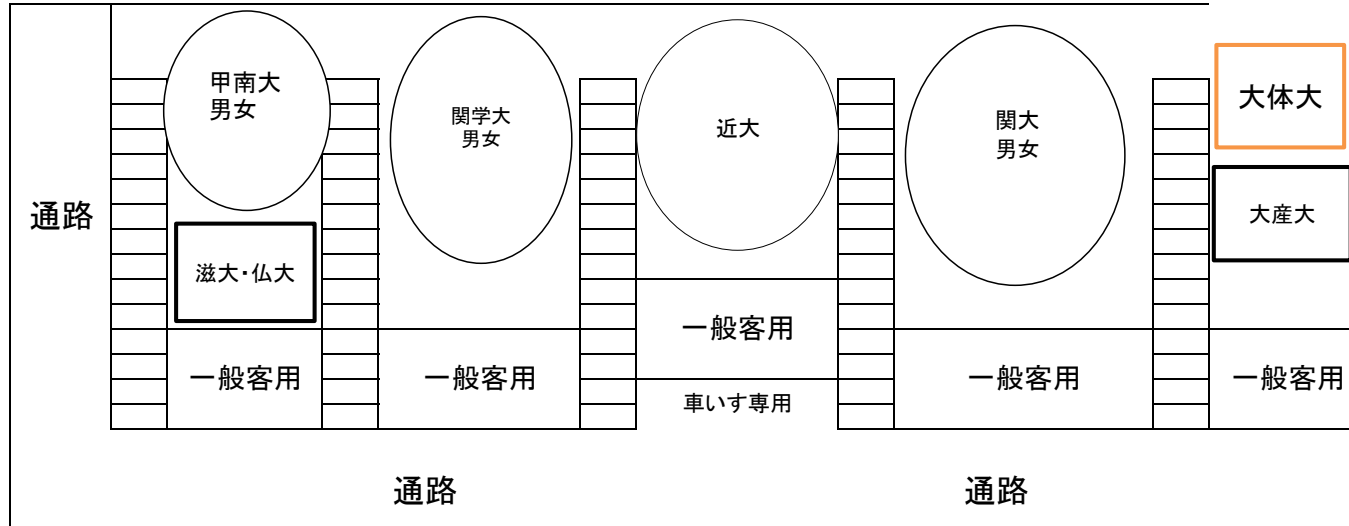 甲南大
男女
関学大
男女
近大
関大
男女
大体大
通路
滋大・仏大
大産大
一般客用
一般客用
一般客用
一般客用
一般客用
車いす専用
通路
通路